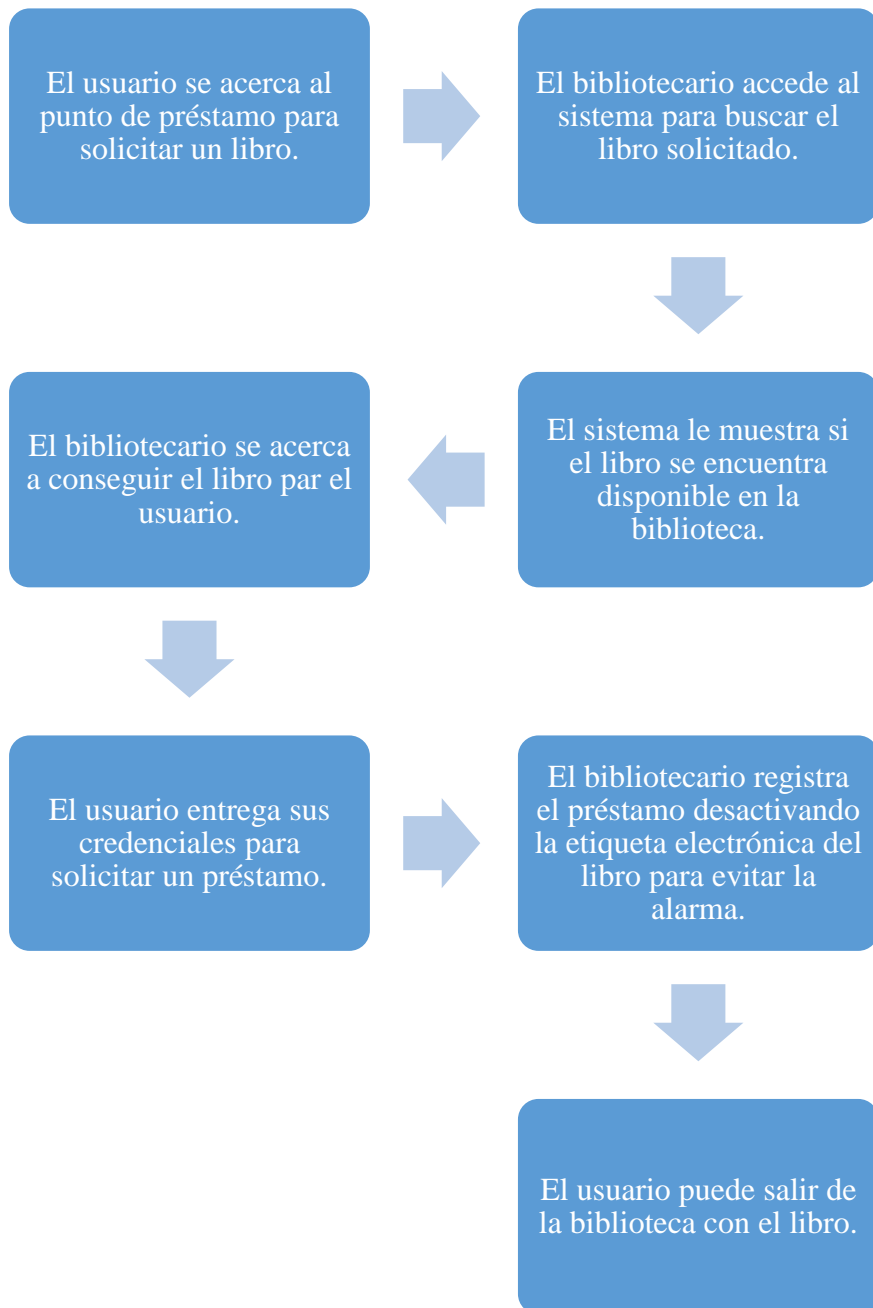 El usuario se acerca al
punto de préstamo para
solicitar un libro.
El bibliotecario accede al
sistema para buscar el
libro solicitado.
El sistema le muestra si
el libro se encuentra
disponible en la
biblioteca.
El bibliotecario se acerca
a conseguir el libro par el
usuario.
El usuario entrega sus
credenciales para
solicitar un préstamo.
El bibliotecario registra
el préstamo desactivando
la etiqueta electrónica del
libro para evitar la
alarma.
El usuario puede salir de
la biblioteca con el libro.